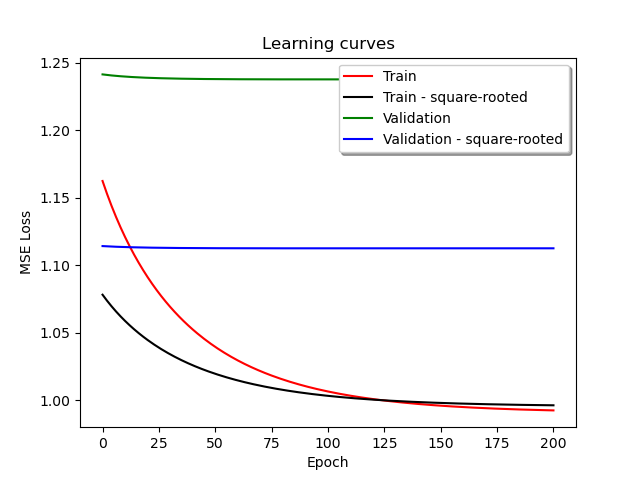 Learning curves
Train
Train - square-rooted
Validation
Validation - square-rooted
MSE Loss
1.25
1.20
1.15
1.10
1.05
1.00
0 25 50 75 100 125 150 175 200
Epoch